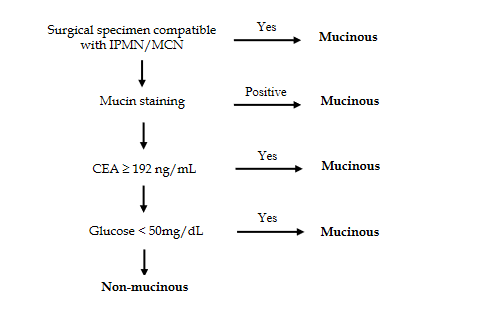 Surgical specimen compatible
with IPMN/MCN
Yes
Mucinous
Mucin staining
Positive
Mucinous
CEA ≥ 192 ng/mL
Yes
Mucinous
Glucose < 50mg/dL
Yes
Mucinous
Non-mucinous